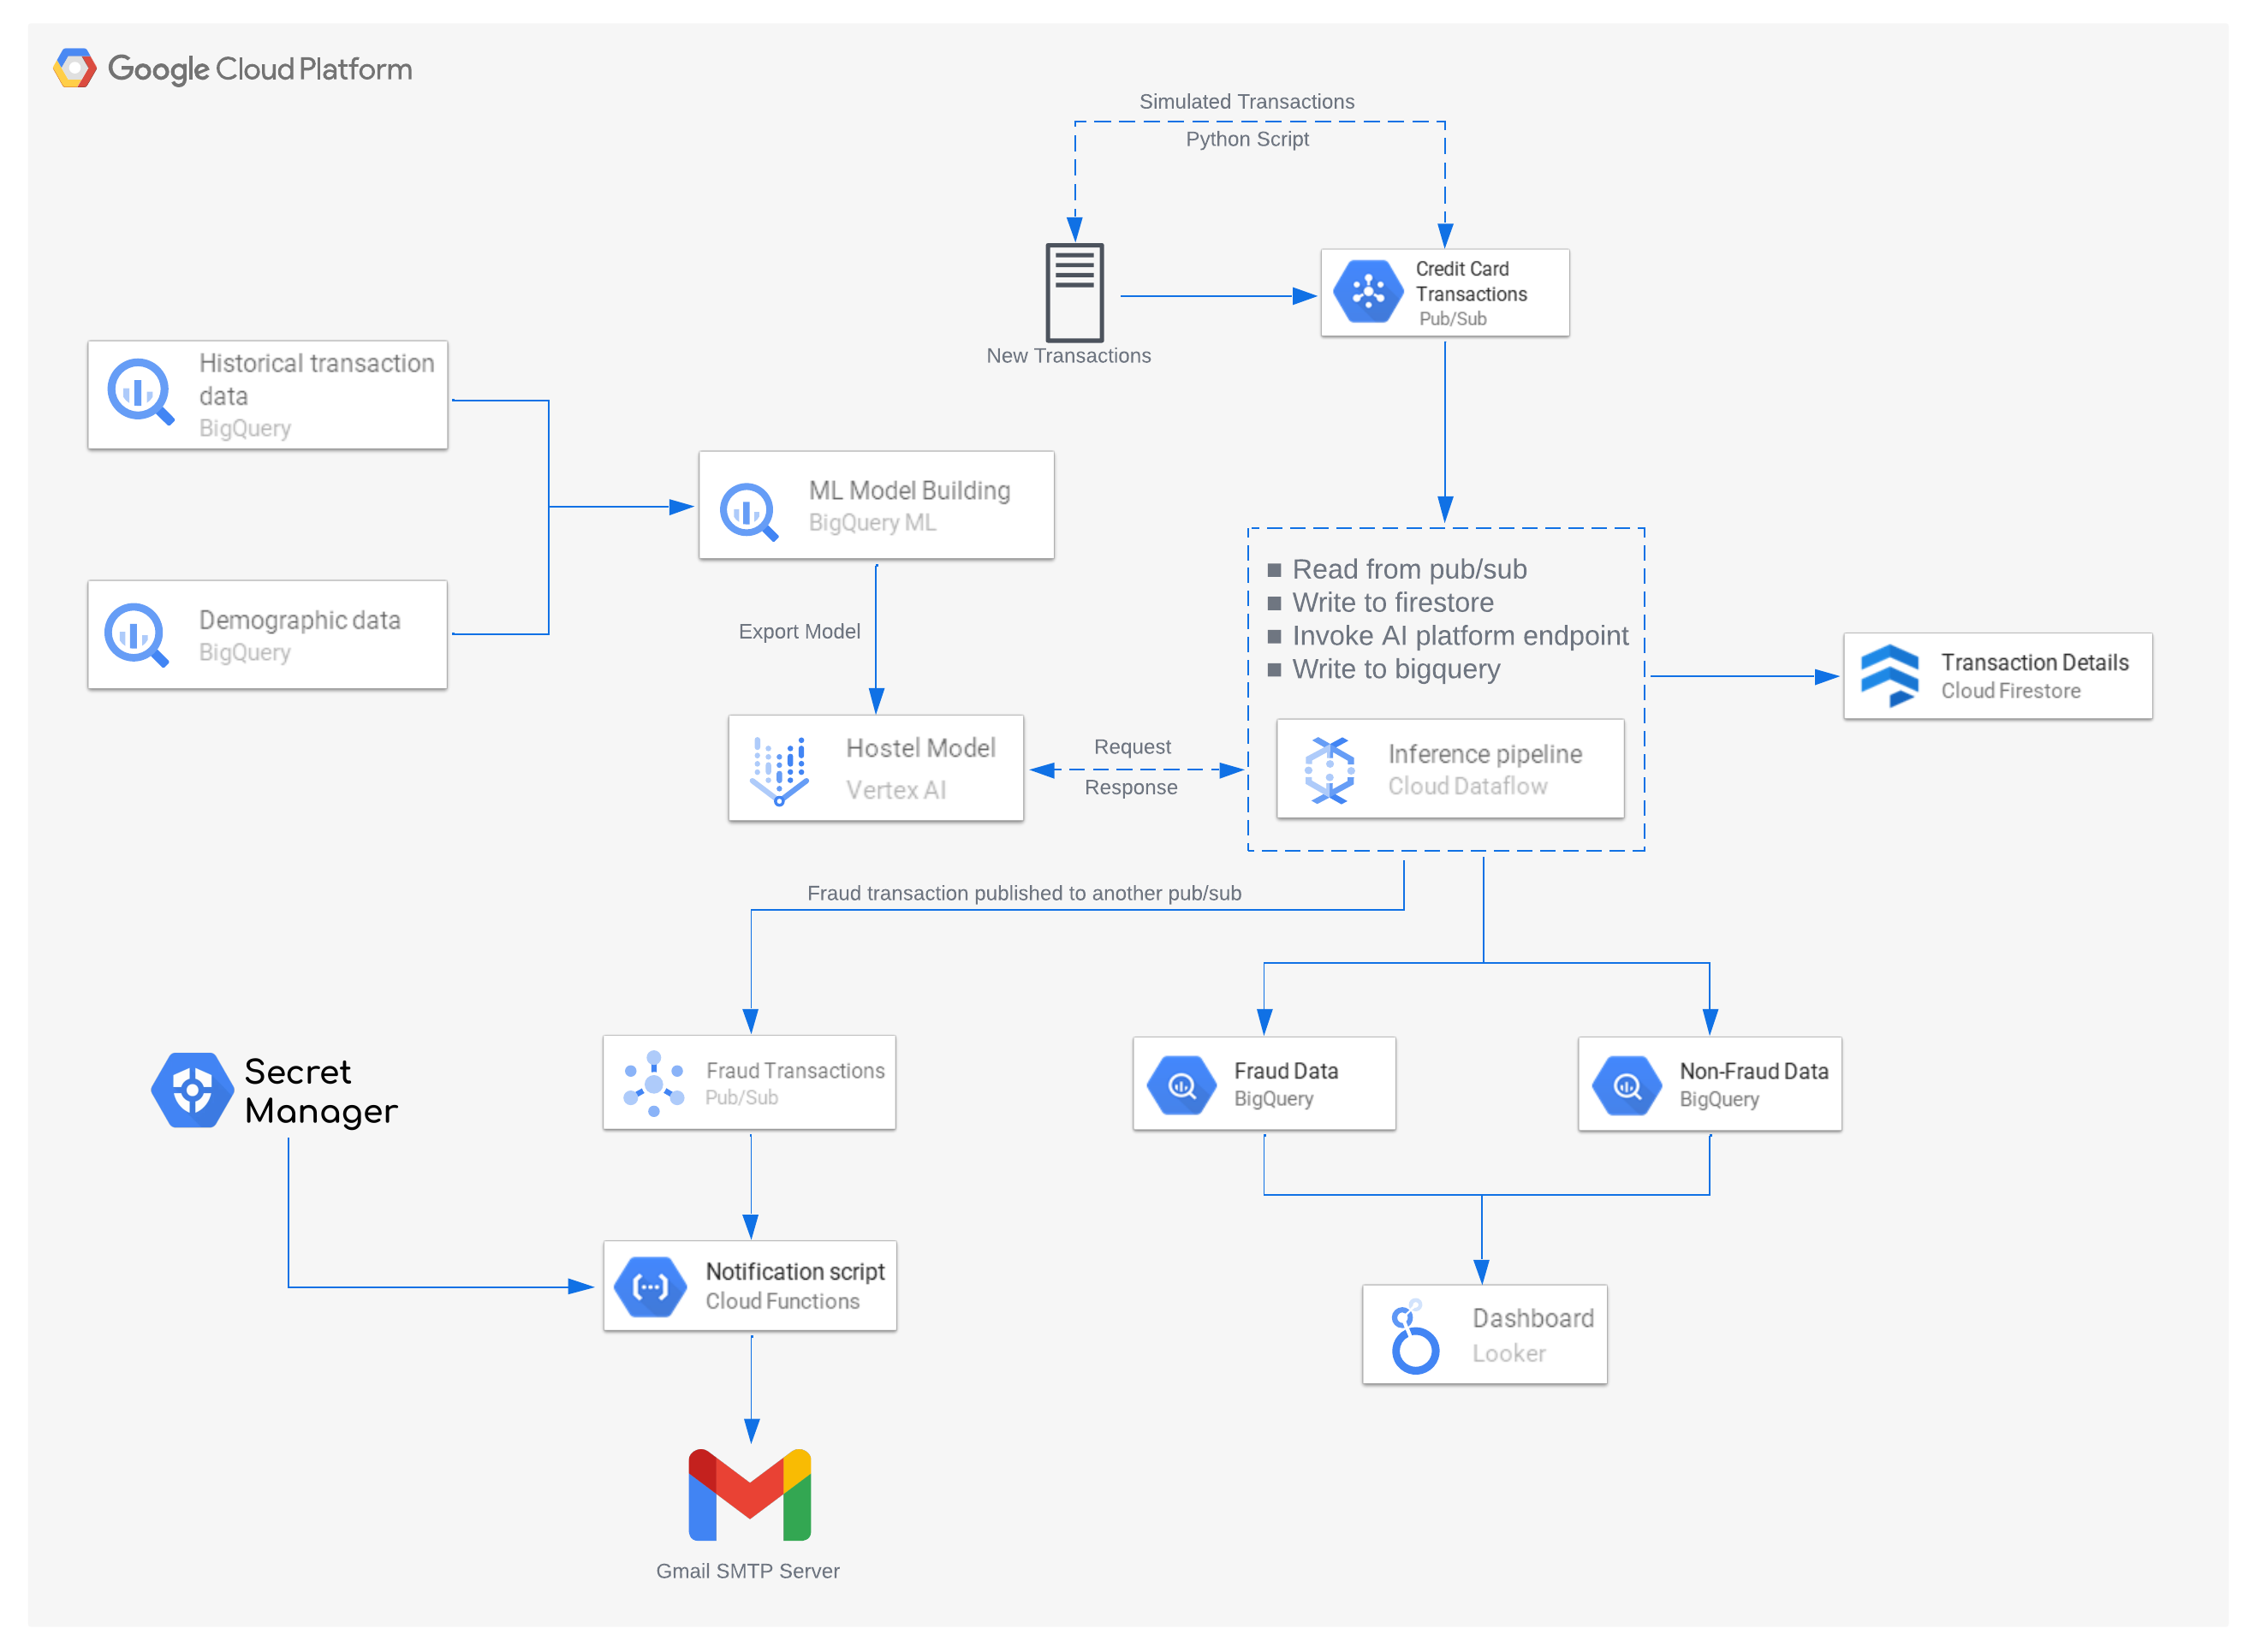 Google Cloud Platform
Simulated Transactions
Python Script
New Transactions
Credit Card
Transactions
Pub/Sub
Historical transaction
data
BigQuery
Demographic data
BigQuery
ML Model Building
BigQuery ML
Export Model
Hostel Model
Vertex AI
Request
Response
■ Read from pub/sub
■ Write to firestore
■ Invoke AI platform endpoint
■ Write to bigquery
Inference pipeline
Cloud Dataflow
Transaction Details
Cloud Firestore
Fraud transaction published to another pub/sub
Secret
Manager
Fraud Transactions
Pub/Sub
Fraud Data
BigQuery
Non-Fraud Data
BigQuery
Notification script
Cloud Functions
Dashboard
Looker
Gmail SMTP Server